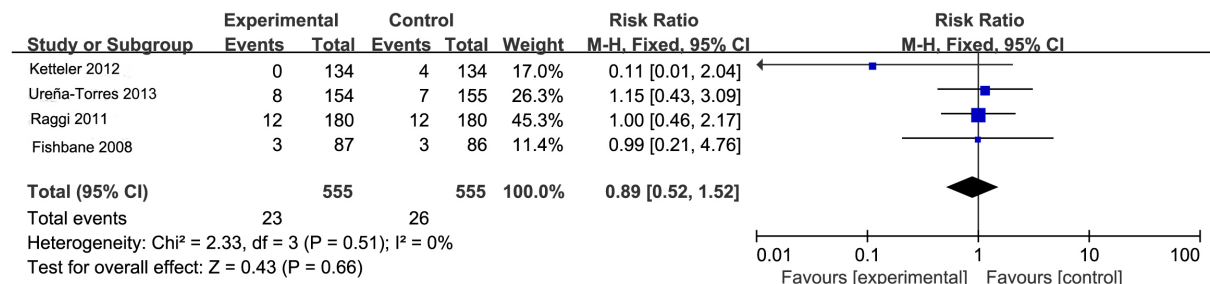 Experimental Control Risk Ratio Risk Ratio
Study or Subgroup Events Total Events Total Weight M-H, Fixed, 95% CI M-H, Fixed, 95% CI
Ketteler 2012 0 134 4 134 17.0% 0.11 [0.01, 2.04]
Ureña-Torres 2013 8 154 7 155 26.3% 1.15 [0.43, 3.09]
Raggi 2011 12 180 12 180 45.3% 1.00 [0.46, 2.17]
Fishbane 2008 3 87 3 86 11.4% 0.99 [0.21, 4.76]
Total (95% CI) 555 555 100.0% 0.89 [0.52, 1.52]
Total events 23 26
Heterogeneity: Chi² = 2.33, df = 3 (P = 0.51); I² = 0%
Test for overall effect: Z = 0.43 (P = 0.66)
0.01 0.1 1 10 100
Favours [experimental] Favours [control]